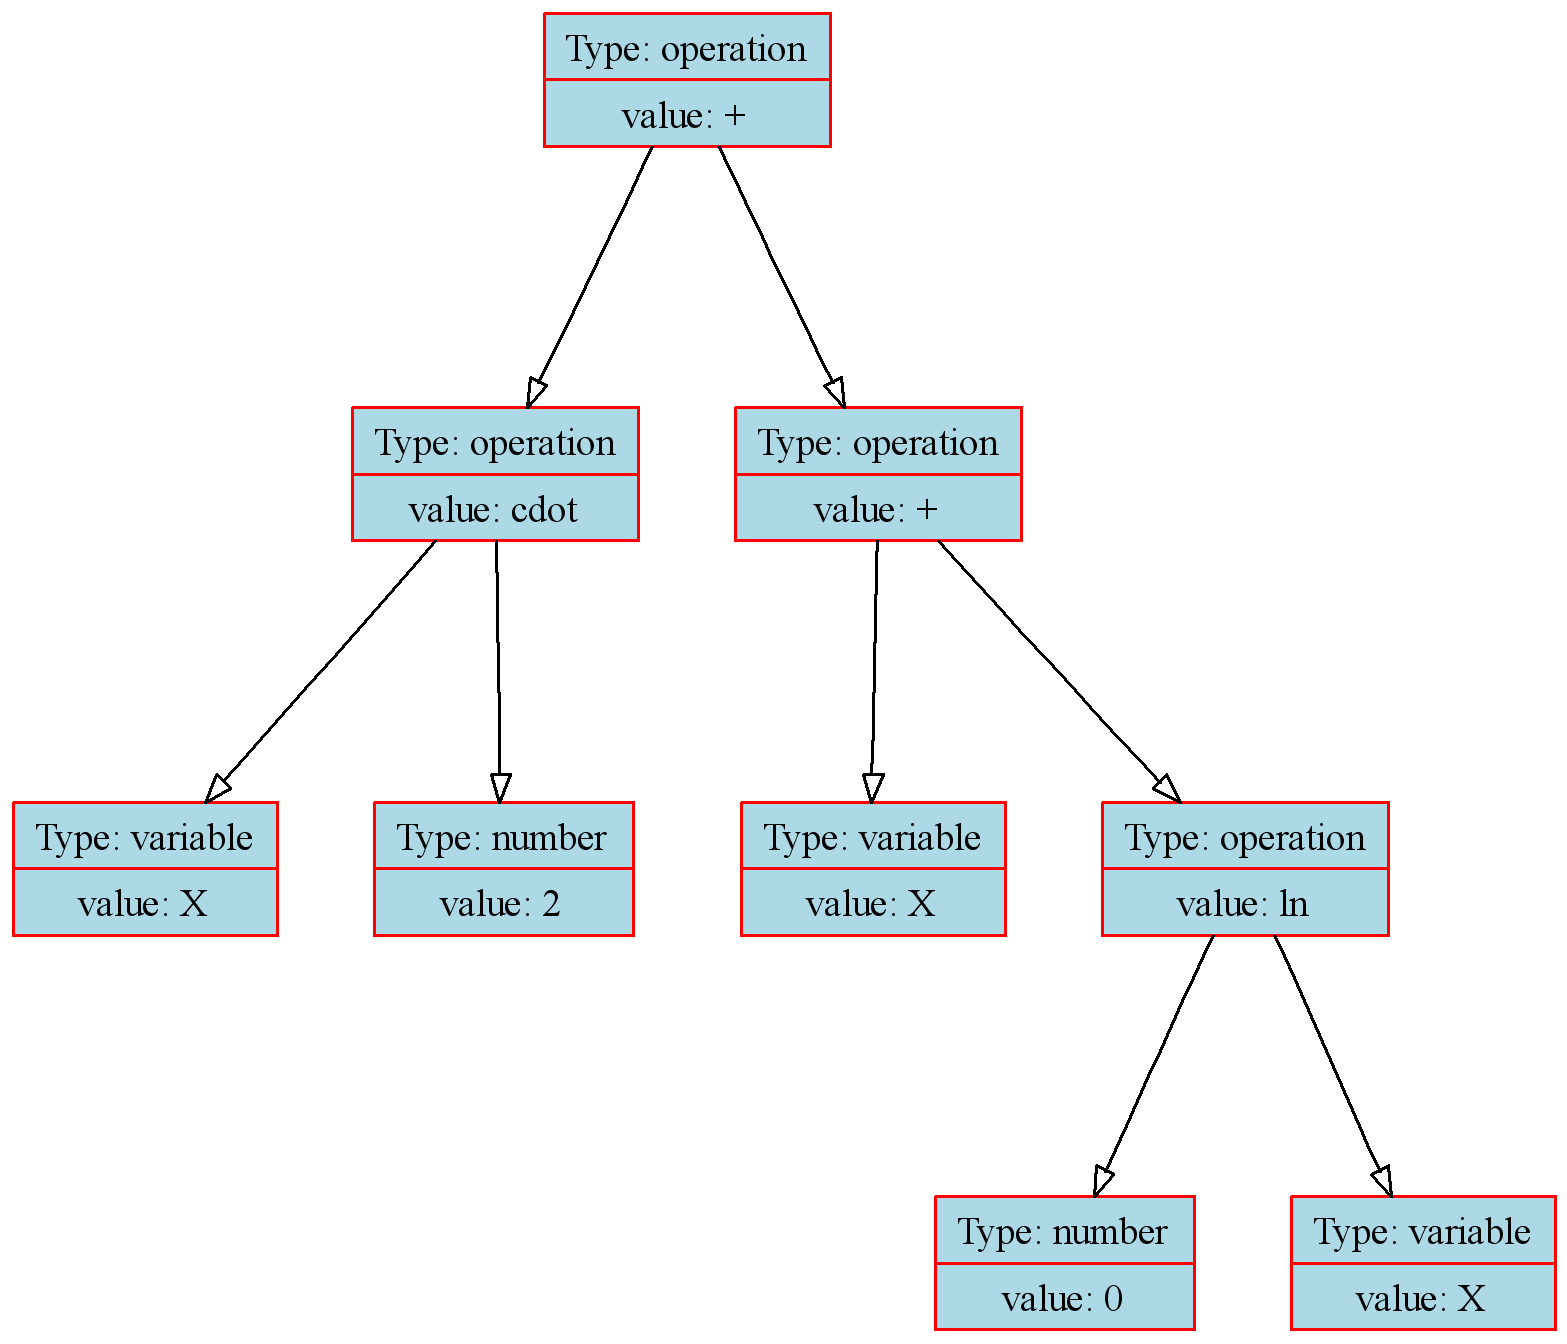 Type: operation
value: +
Type: operation
value: cdot
Type: operation
value: +
Type: variable
value: X
Type: number
value: 2
Type: variable
value: X
Type: operation
value: ln
Type: number
value: 0
Type: variable
value: X